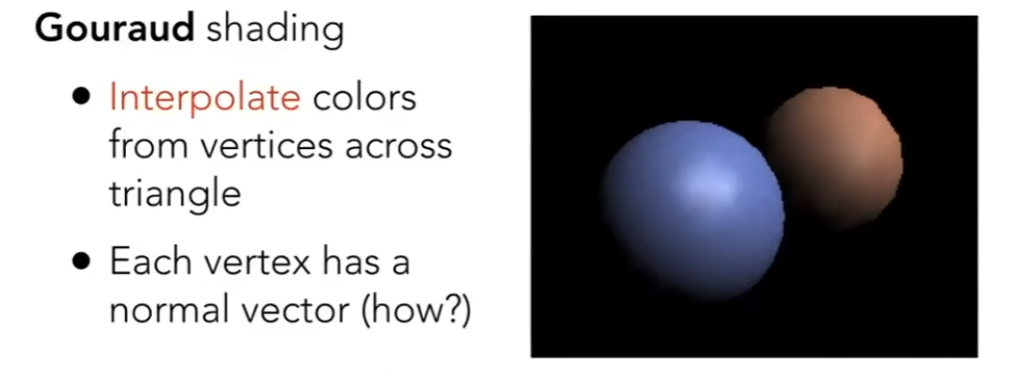 Gouraud shading
• Interpolate colors
from vertices across
triangle
• Each vertex has a
normal vector (how?)